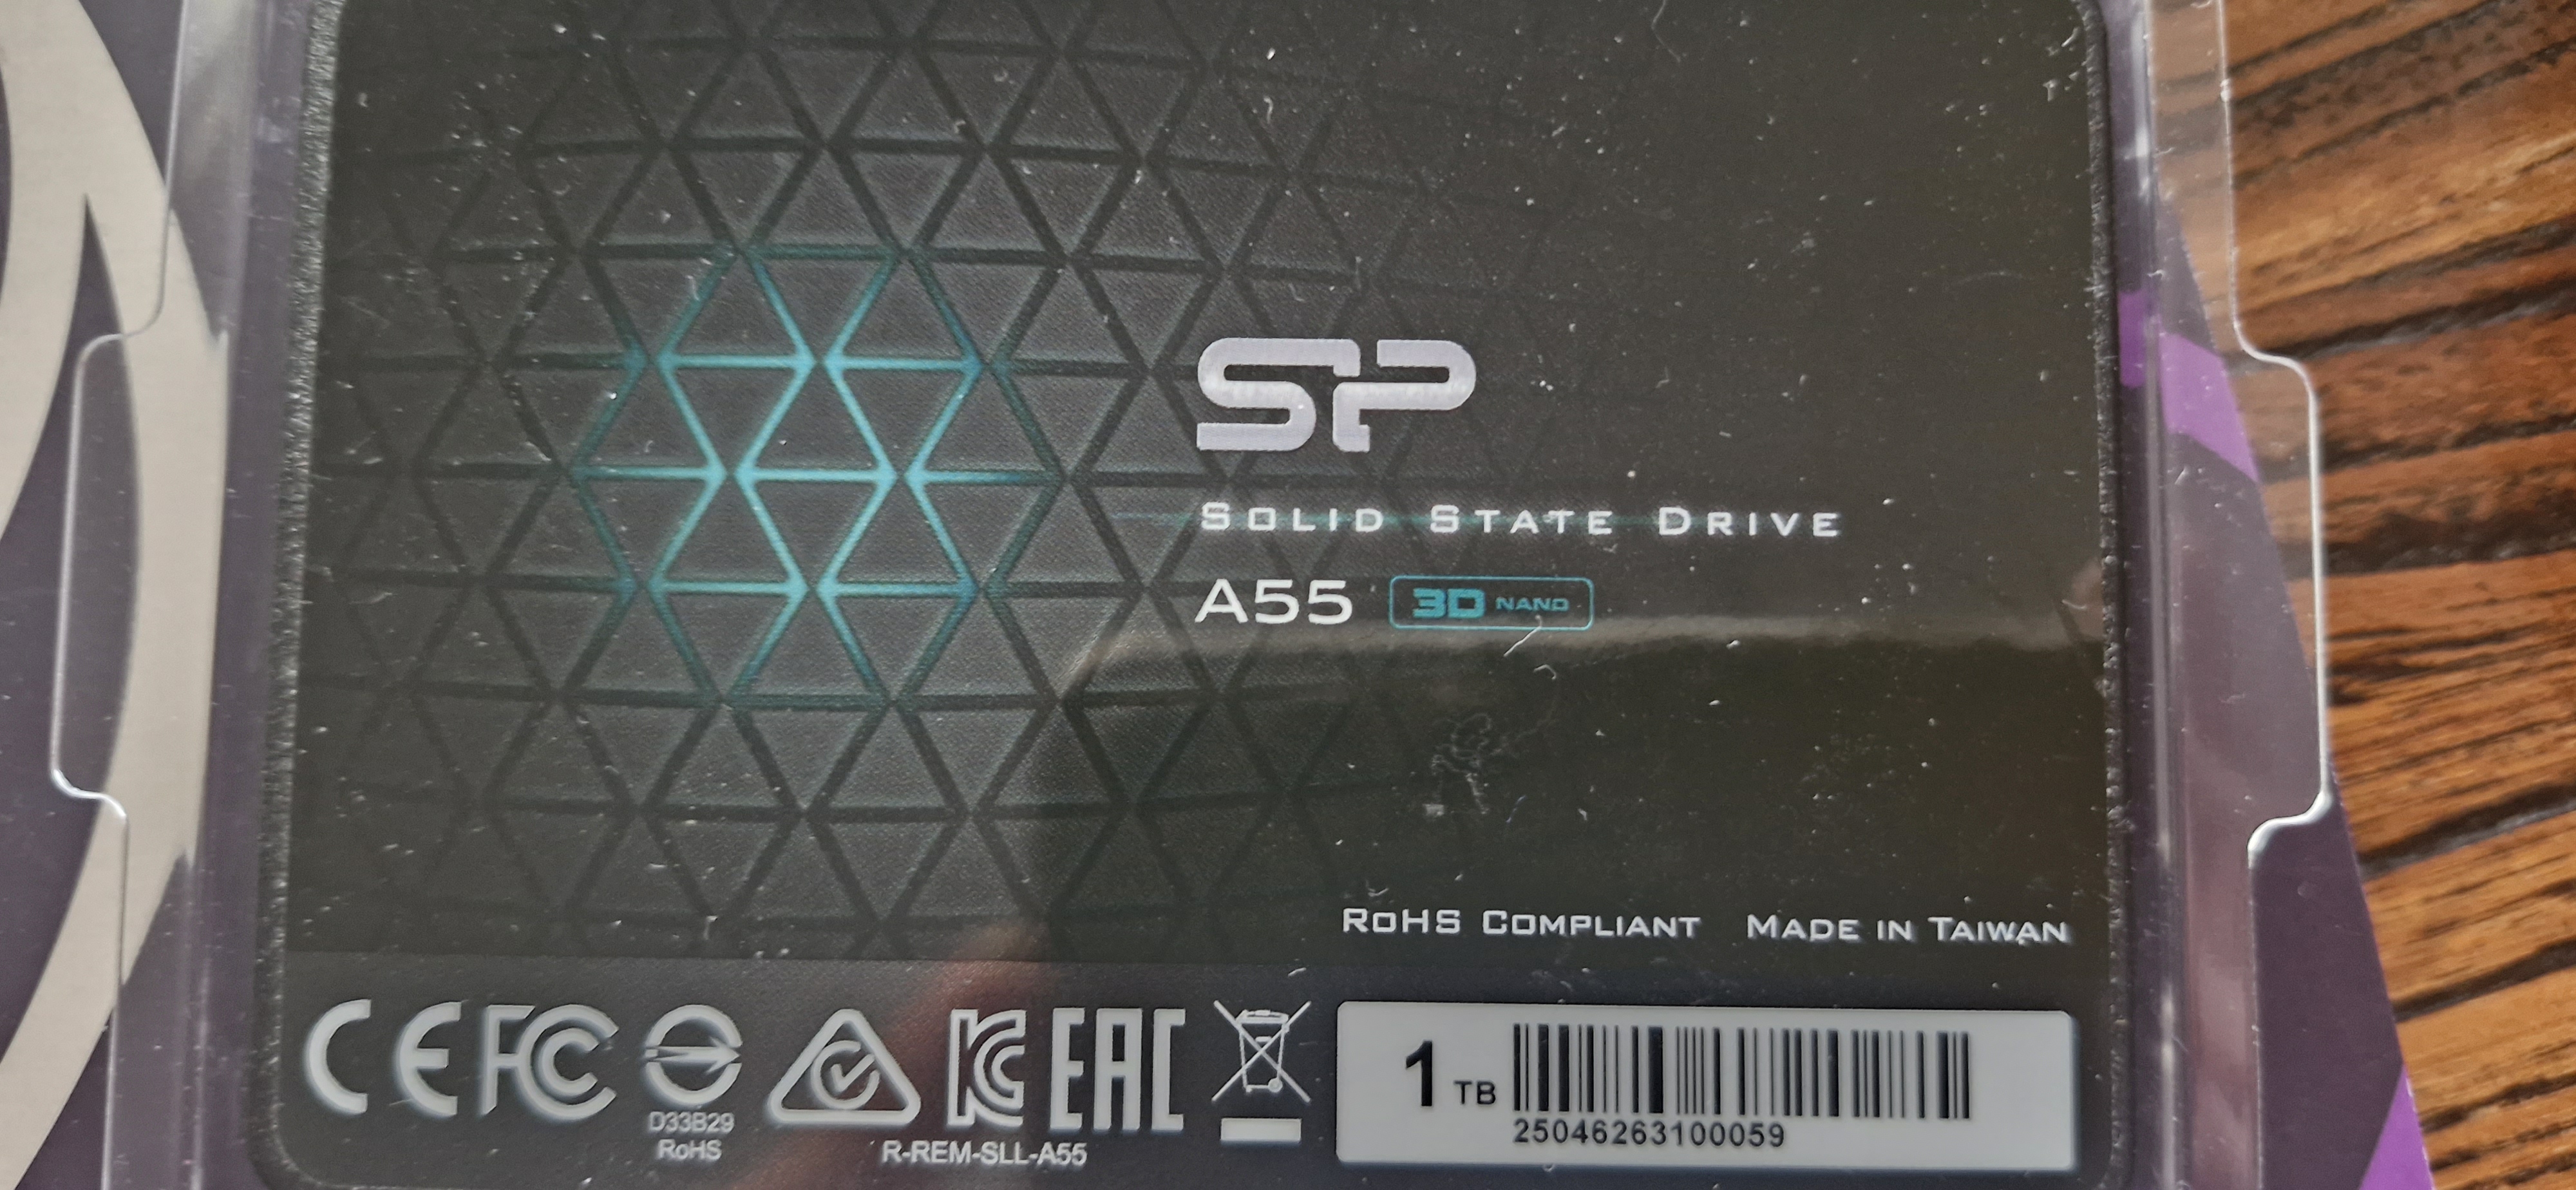 SP
SOLID STATE DRIVE
A55 3D NAND
RoHS COMPLIANT MADE IN TAIWAN
CE FC KC EAC
D33B29
RoHS
R-REM-SLL-A55
1 TB
25046263100059